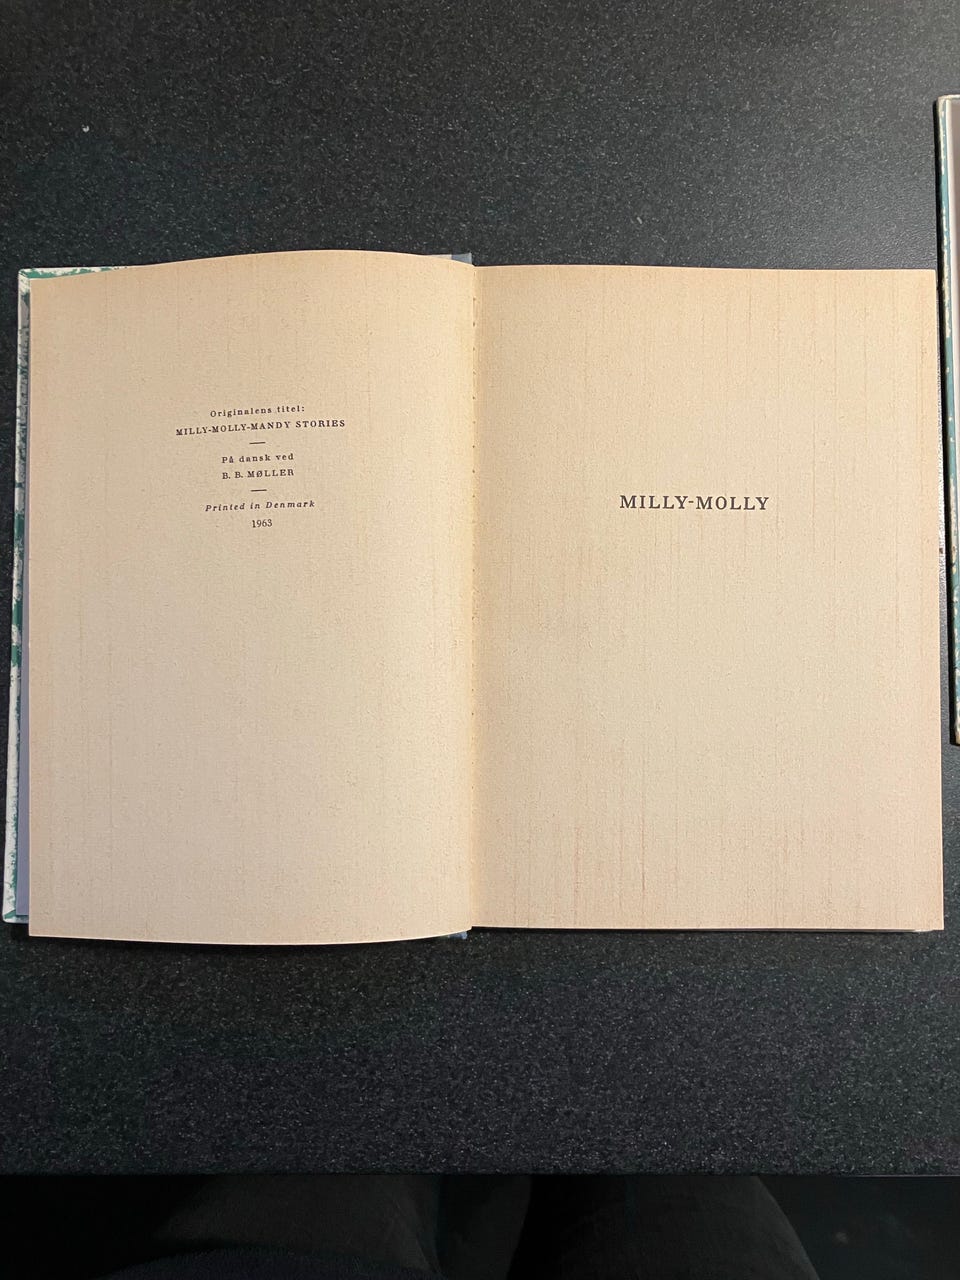 Originalens titel:
MILLY-MOLLY-MANDY STORIES
På dansk ved
B. B. MØLLER
Printed in Denmark
1963
MILLY-MOLLY